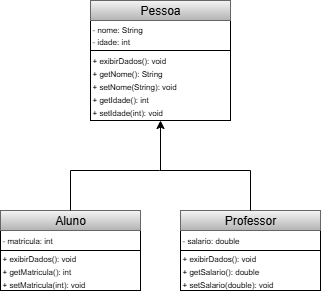 Pessoa
- nome: String
- idade: int
+ exibirDados(): void
+ getNome(): String
+ setNome(String): void
+ getIdade(): int
+ setIdade(int): void
Aluno
- matricula: int
+ exibirDados(): void
+ getMatricula(): int
+ setMatricula(int): void
Professor
- salario: double
+ exibirDados(): void
+ getSalario(): double
+ setSalario(double): void